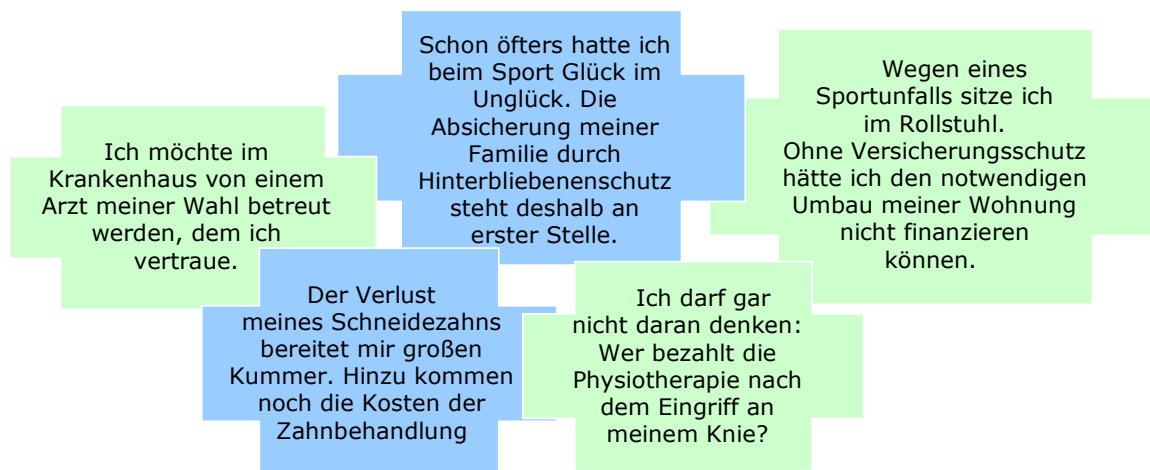 Ich möchte im
Krankenhaus von einem
Arzt meiner Wahl betreut
werden, dem ich
vertraue.
Schon öfters hatte ich
beim Sport Glück im
Unglück. Die
Absicherung meiner
Familie durch
Hinterbliebenenschutz
steht deshalb an
erster Stelle.
Wegen eines
Sportunfalls sitze ich
im Rollstuhl.
Ohne Versicherungsschutz
hätte ich den notwendigen
Umbau meiner Wohnung
nicht finanzieren
können.
Der Verlust
meines Schneidezahns
bereitet mir großen
Kummer. Hinzu kommen
noch die Kosten der
Zahnbehandlung
Ich darf gar
nicht daran denken:
Wer bezahlt die
Physiotherapie nach
dem Eingriff an
meinem Knie?